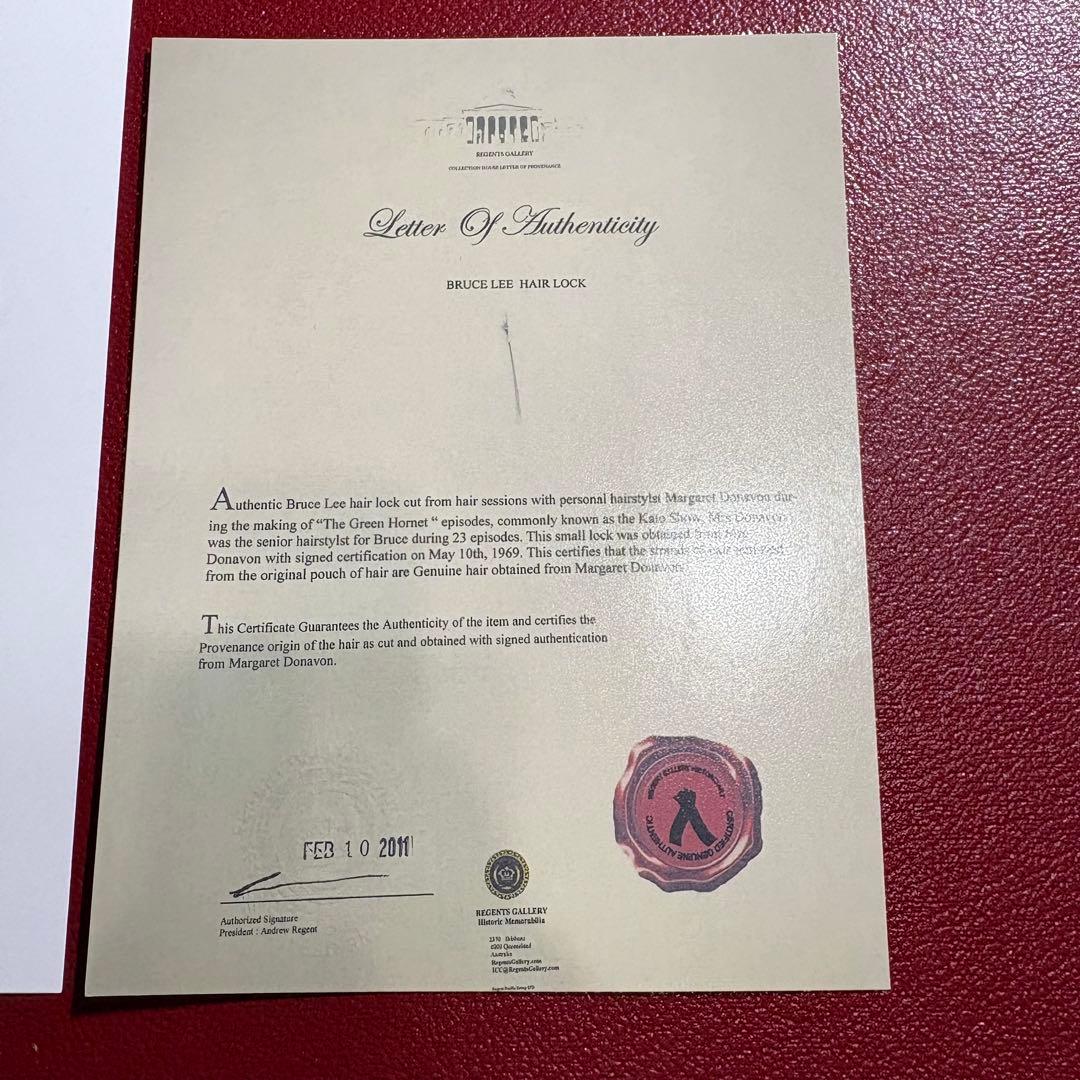 REGENTS GALLERY
COLLECTION HOUSE LETTER OF PROVENANCE
Letter Of Authenticity
BRUCE LEE HAIR LOCK
Authentic Bruce Lee hair lock cut from hair sessions with personal hairstylst Margaret Donavon dur-
ing the making of "The Green Hornet " episodes, commonly known as the Kato Show. Mrs Donavon
was the senior hairstylst for Bruce during 23 episodes. This small lock was obtained from Mrs
Donavon with signed certification on May 10th, 1969. This certifies that the strands of hair removed
from the original pouch of hair are Genuine hair obtained from Margaret Donavon.
This Certificate Guarantees the Authenticity of the item and certifies the
Provenance origin of the hair as cut and obtained with signed authentication
from Margaret Donavon.
FEB 10 2011
Authorized Signature
President : Andrew Regent
CERTIFIED GENUINE AUTHENTIC
REGENTS GALLERY
Historic Memorabilia
Australia
RegentsGallery.com
ICC@RegentsGallery.com